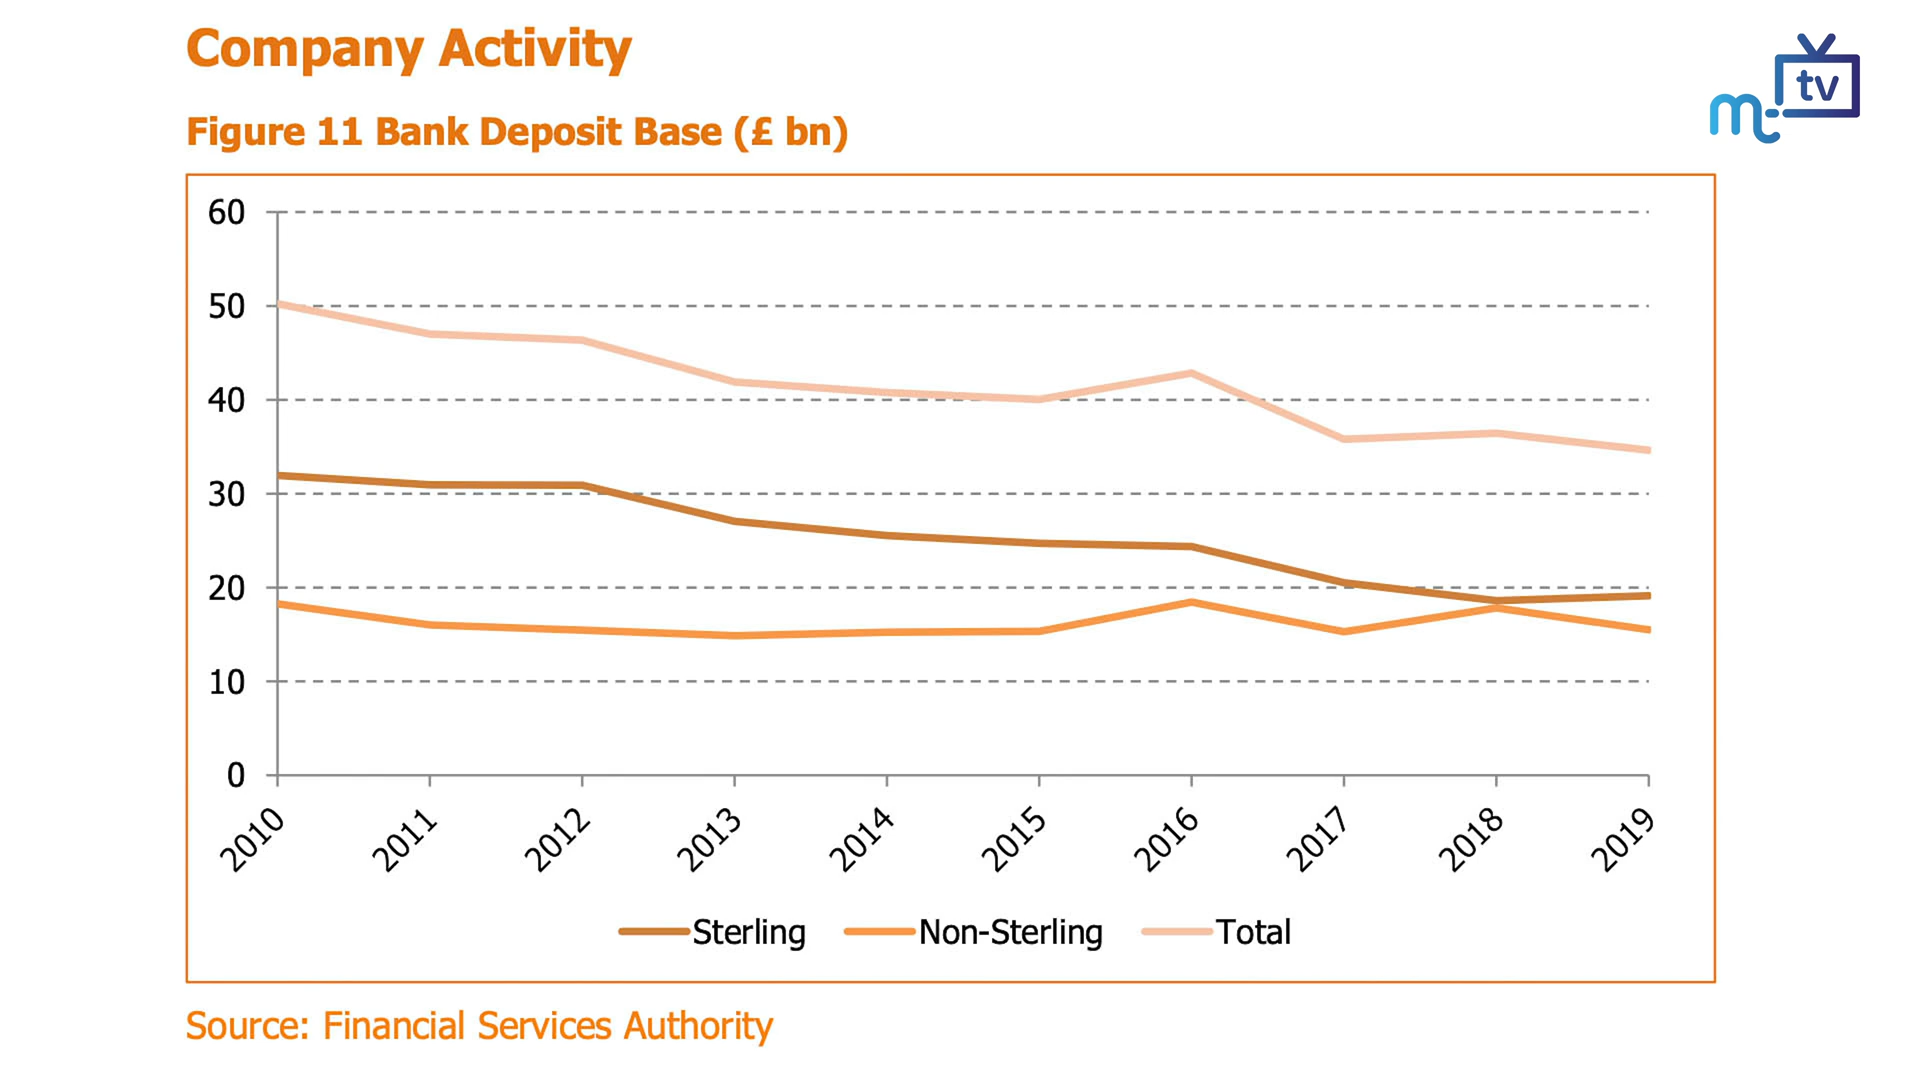 Company Activity
m tv
Figure 11 Bank Deposit Base (£ bn)
60
50
40
30
20
10
0
2010 2011 2012 2013 2014 2015 2016 2017 2018 2019
Sterling Non-Sterling Total
Source: Financial Services Authority